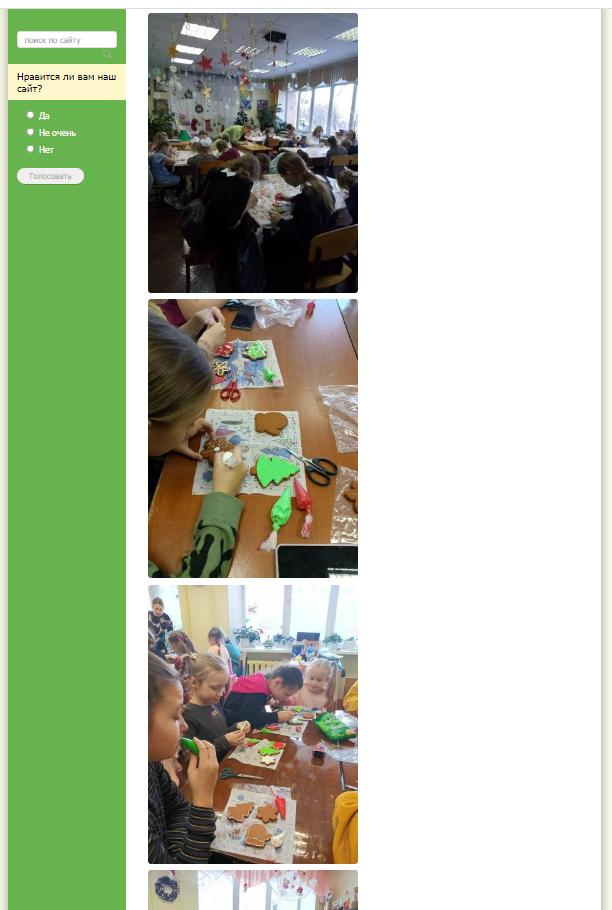 поиск по сайту
Нравится ли вам наш
сайт?
Да
Не очень
Нет
Голосовать